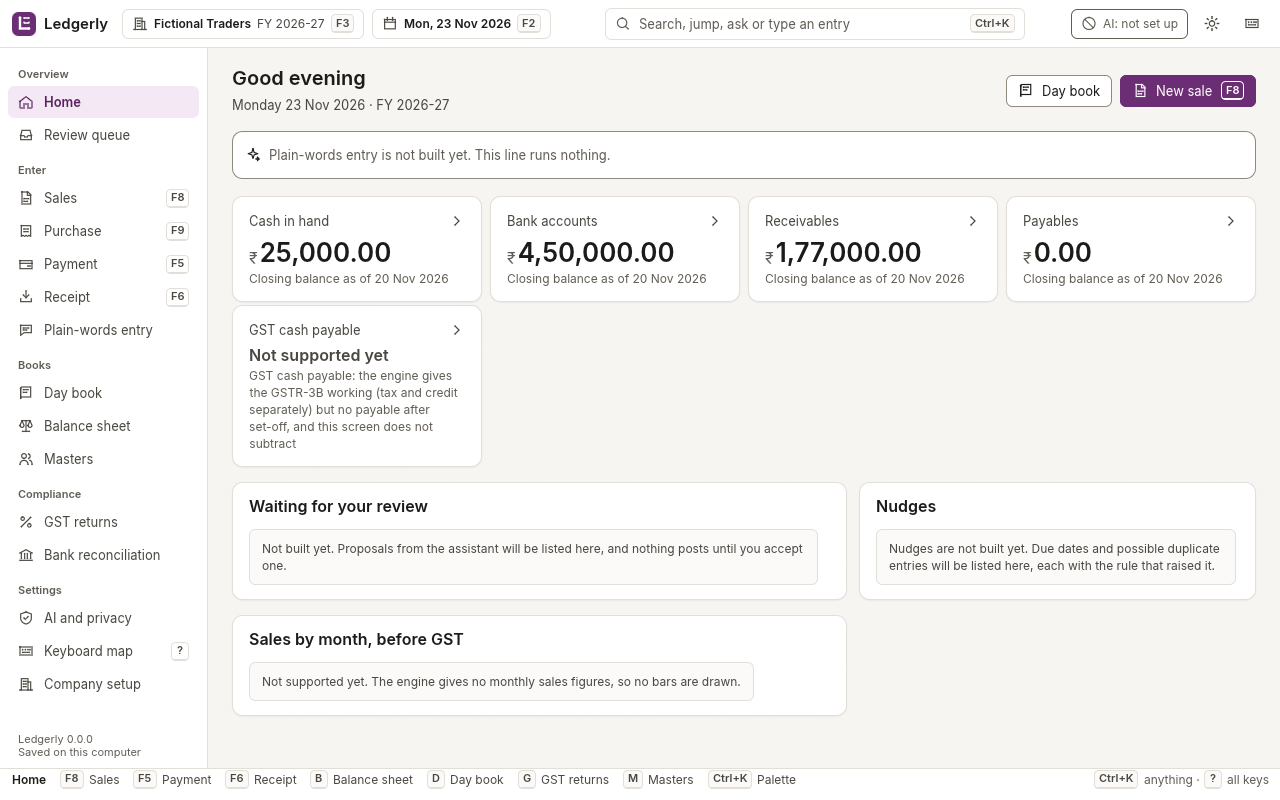 Ledgerly
Fictional Traders FY 2026-27 F3
Mon, 23 Nov 2026 F2
Search, jump, ask or type an entry Ctrl+K
AI: not set up
Overview
Home
Review queue
Enter
Sales F8
Purchase F9
Payment F5
Receipt F6
Plain-words entry
Books
Day book
Balance sheet
Masters
Compliance
GST returns
Bank reconciliation
Settings
AI and privacy
Keyboard map ?
Company setup
Ledgerly 0.0.0
Saved on this computer
Good evening
Monday 23 Nov 2026 · FY 2026-27
Day book
New sale F8
Plain-words entry is not built yet. This line runs nothing.
Cash in hand
₹25,000.00
Closing balance as of 20 Nov 2026
Bank accounts
₹4,50,000.00
Closing balance as of 20 Nov 2026
Receivables
₹1,77,000.00
Closing balance as of 20 Nov 2026
Payables
₹0.00
Closing balance as of 20 Nov 2026
GST cash payable
Not supported yet
GST cash payable: the engine gives
the GSTR-3B working (tax and credit
separately) but no payable after
set-off, and this screen does not
subtract
Waiting for your review
Not built yet. Proposals from the assistant will be listed here, and nothing posts until you accept
one.
Nudges
Nudges are not built yet. Due dates and possible duplicate
entries will be listed here, each with the rule that raised it.
Sales by month, before GST
Not supported yet. The engine gives no monthly sales figures, so no bars are drawn.
Home F8 Sales F5 Payment F6 Receipt B Balance sheet D Day book G GST returns M Masters Ctrl+K Palette Ctrl+K anything · ? all keys